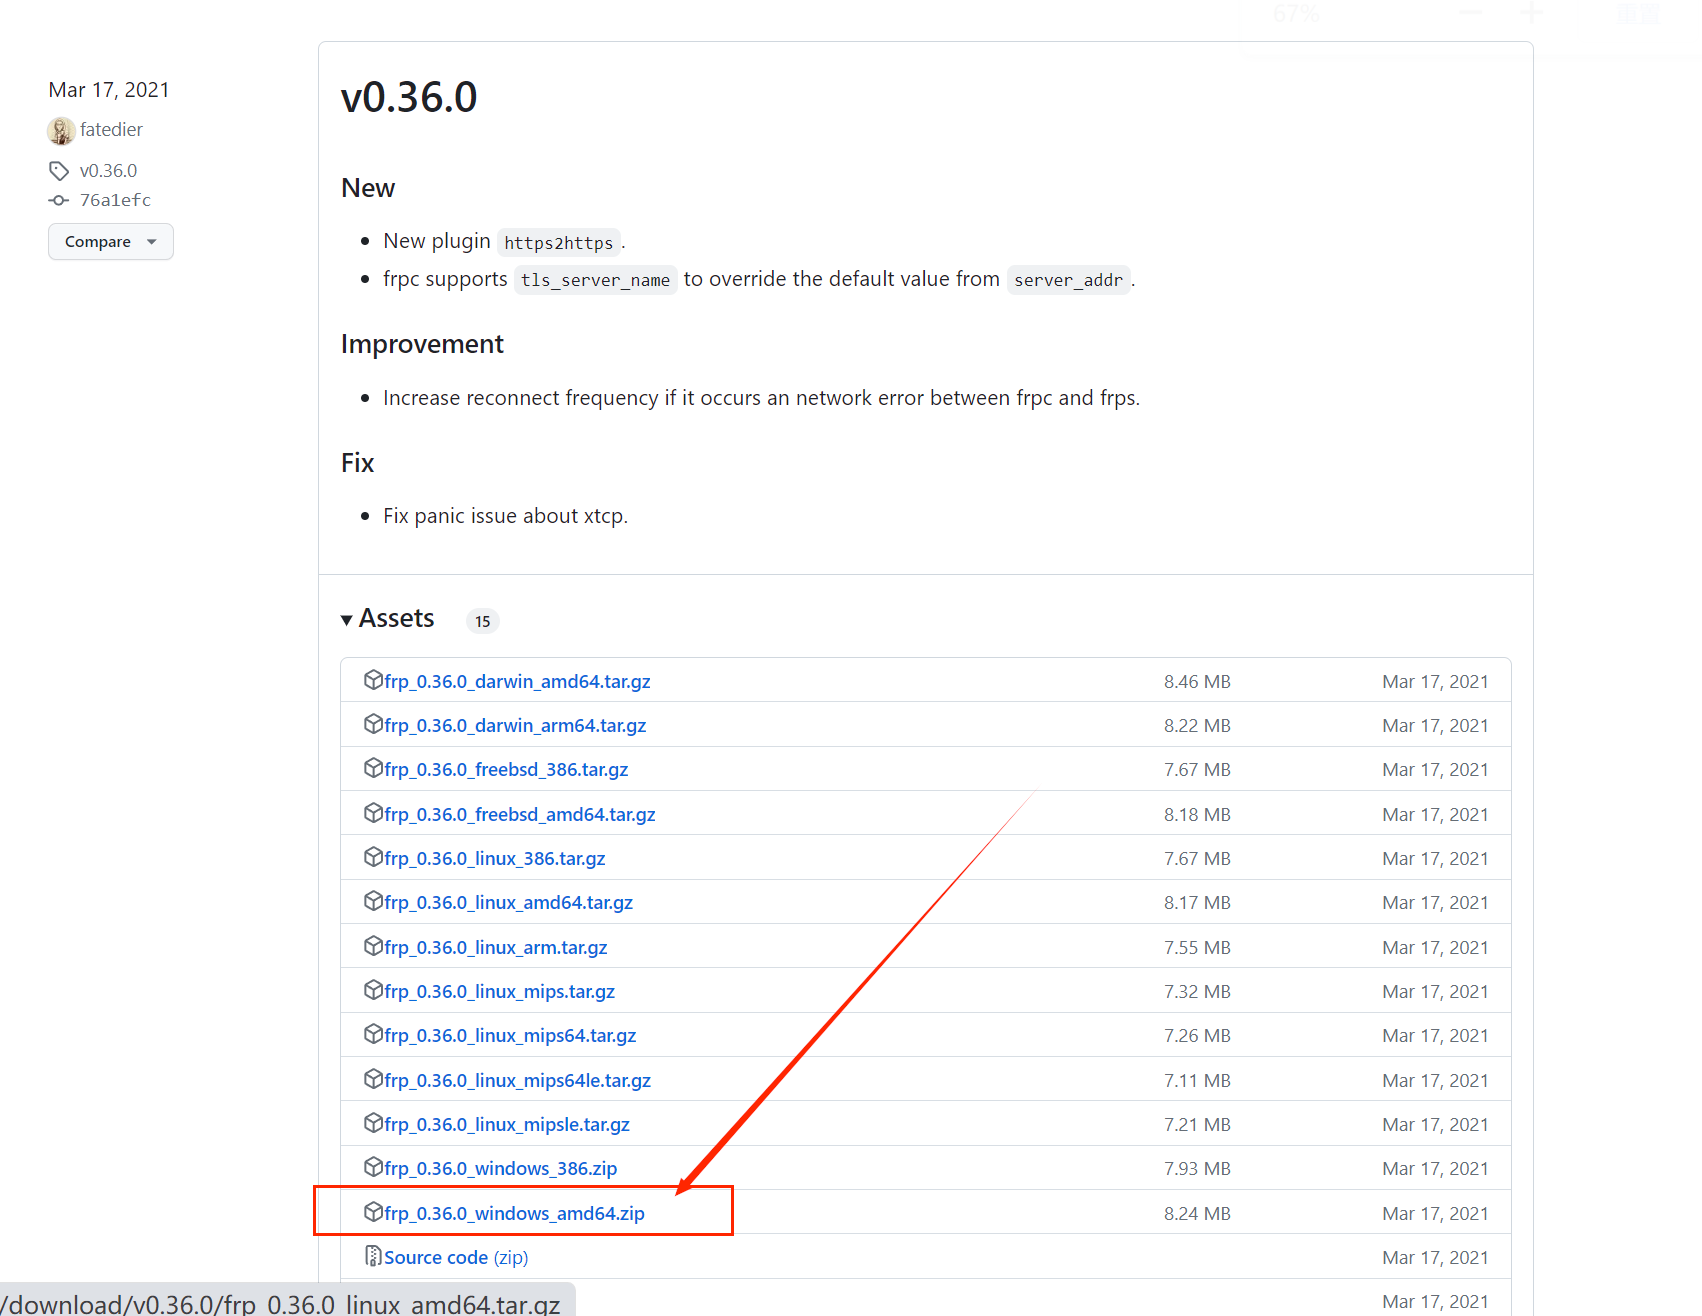 67%
Mar 17, 2021
fatedier
v0.36.0
76a1efc
Compare
v0.36.0
New
New plugin https2https.
frpc supports tls_server_name to override the default value from server_addr.
Improvement
Increase reconnect frequency if it occurs an network error between frpc and frps.
Fix
Fix panic issue about xtcp.
Assets 15
frp_0.36.0_darwin_amd64.tar.gz 8.46 MB Mar 17, 2021
frp_0.36.0_darwin_arm64.tar.gz 8.22 MB Mar 17, 2021
frp_0.36.0_freebsd_386.tar.gz 7.67 MB Mar 17, 2021
frp_0.36.0_freebsd_amd64.tar.gz 8.18 MB Mar 17, 2021
frp_0.36.0_linux_386.tar.gz 7.67 MB Mar 17, 2021
frp_0.36.0_linux_amd64.tar.gz 8.17 MB Mar 17, 2021
frp_0.36.0_linux_arm.tar.gz 7.55 MB Mar 17, 2021
frp_0.36.0_linux_mips.tar.gz 7.32 MB Mar 17, 2021
frp_0.36.0_linux_mips64.tar.gz 7.26 MB Mar 17, 2021
frp_0.36.0_linux_mips64le.tar.gz 7.11 MB Mar 17, 2021
frp_0.36.0_linux_mipsle.tar.gz 7.21 MB Mar 17, 2021
frp_0.36.0_windows_386.zip 7.93 MB Mar 17, 2021
frp_0.36.0_windows_amd64.zip 8.24 MB Mar 17, 2021
Source code (zip) Mar 17, 2021
Mar 17, 2021
/download/v0.36.0/frp_0.36.0_linux_amd64.tar.gz